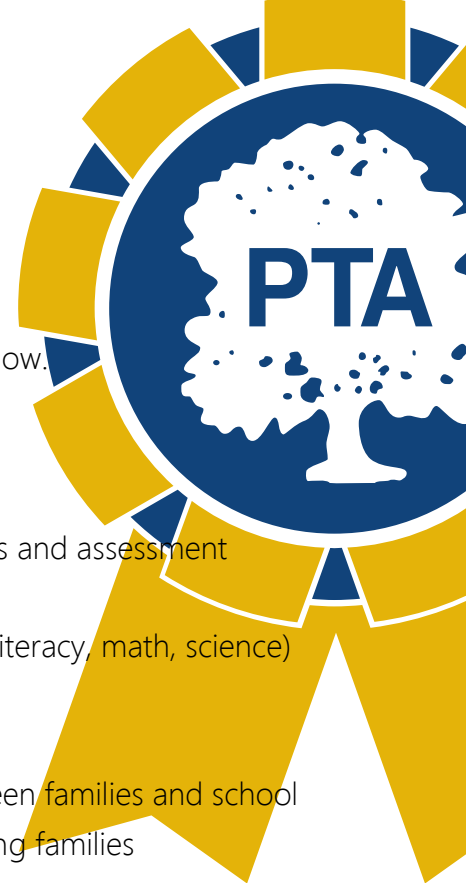 PTA
ow.
s and assessment
iteracy, math, science)
een families and school
ng families